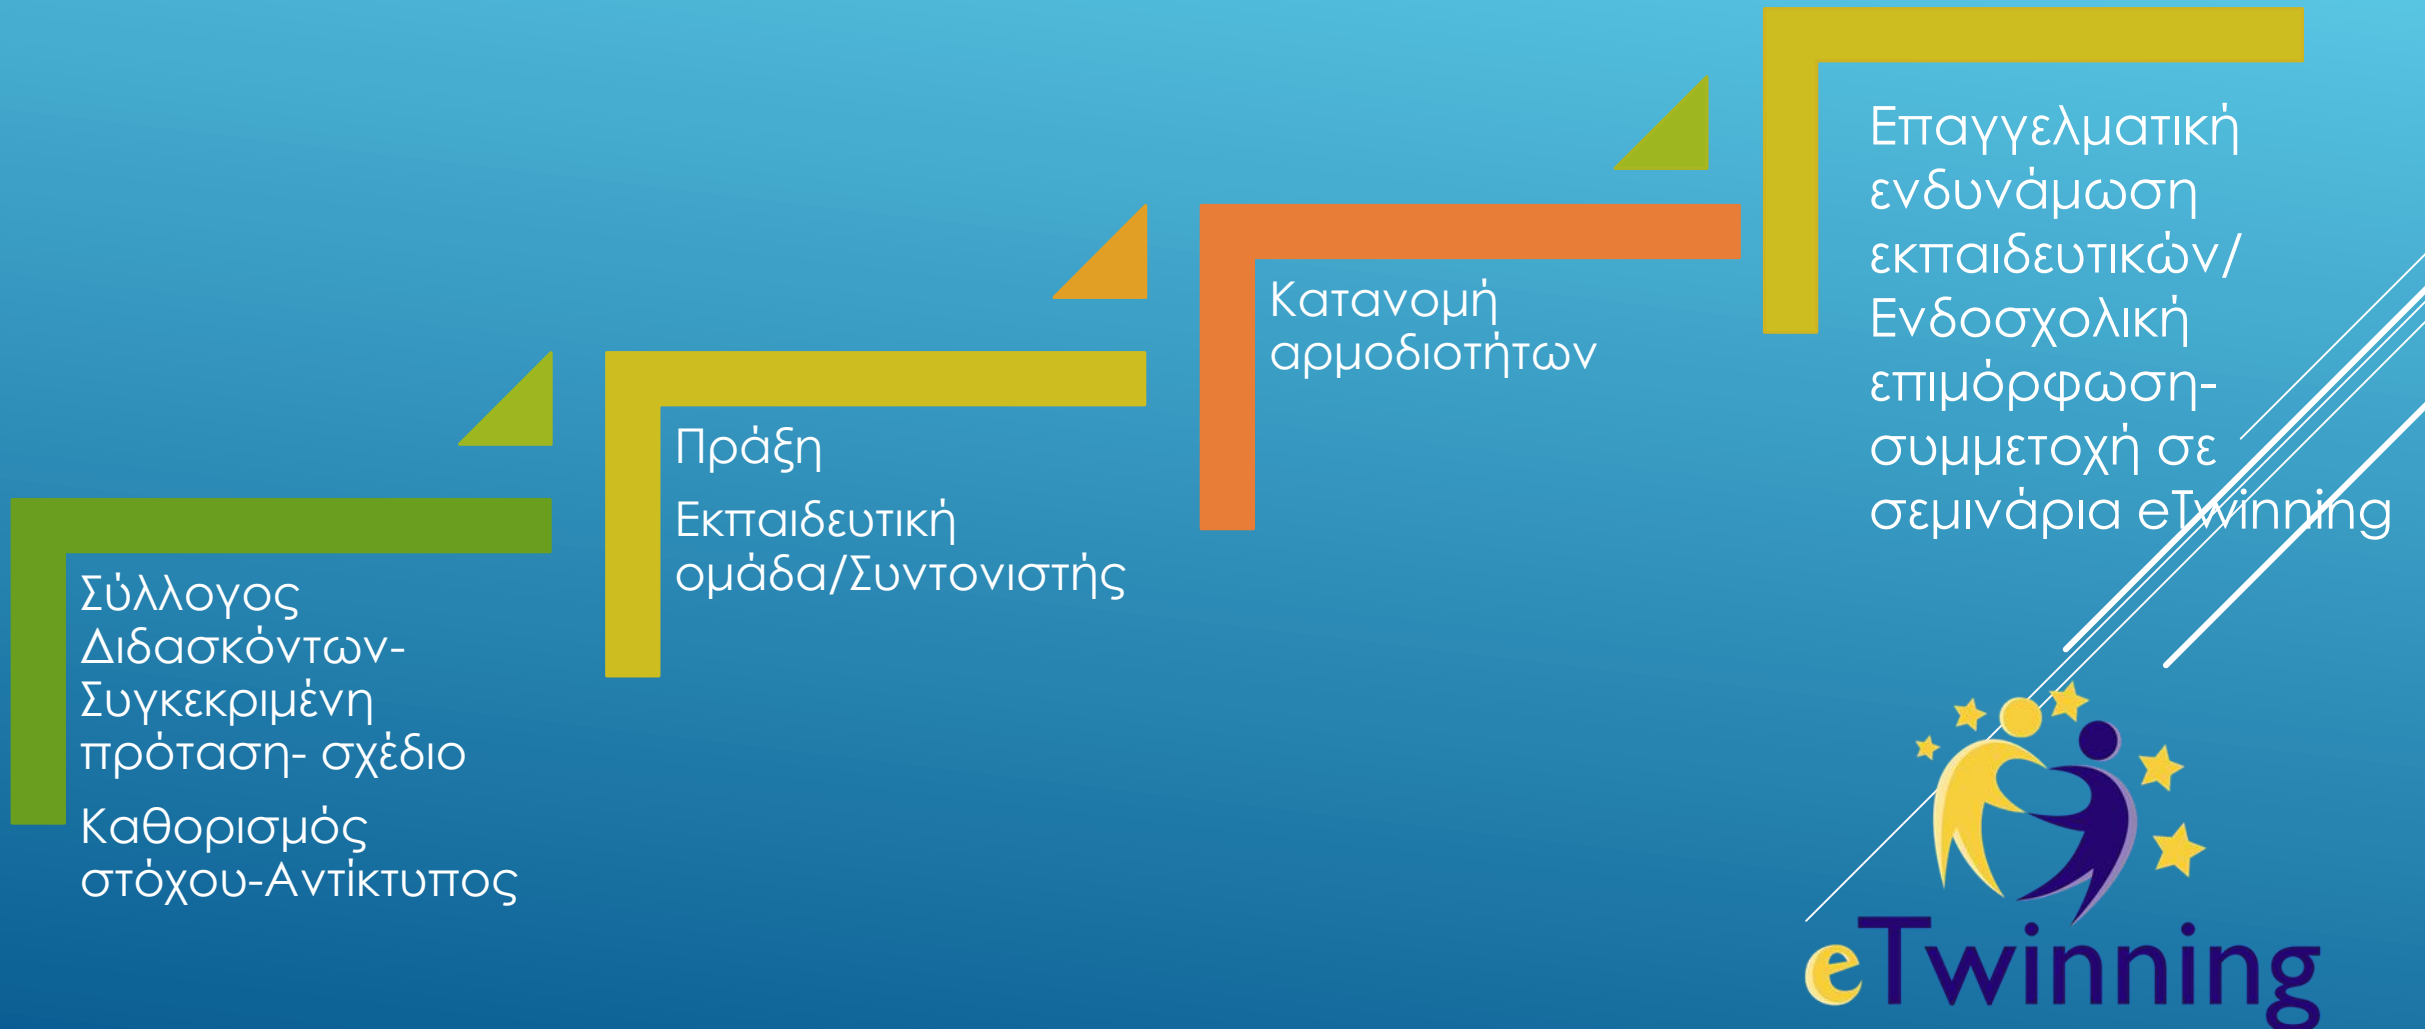 Σύλλογος
Διδασκόντων-
Συγκεκριμένη
πρόταση- σχέδιο
Καθορισμός
στόχου-Αντίκτυπος
Πράξη
Εκπαιδευτική
ομάδα/Συντονιστής
Κατανομή
αρμοδιοτήτων
Επαγγελματική
ενδυνάμωση
εκπαιδευτικών/
Ενδοσχολική
επιμόρφωση-
συμμετοχή σε
σεμινάρια eTwinning
eTwinning